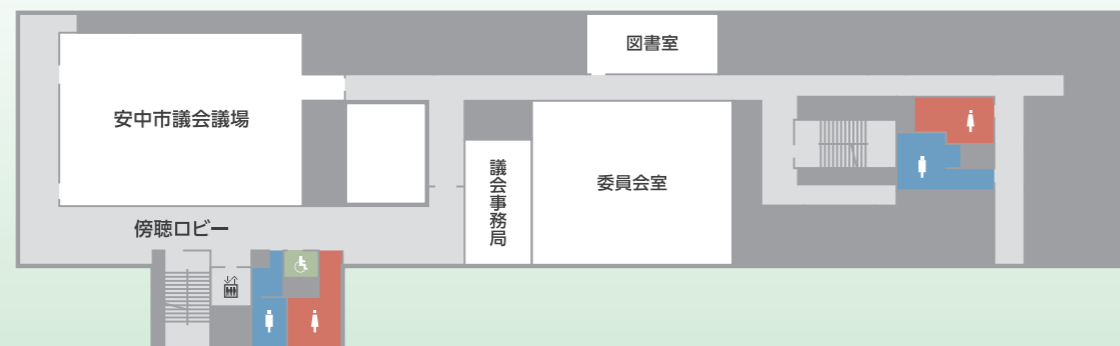 図書室
安中市議会議場
議会事務局
委員会室
傍聴ロビー